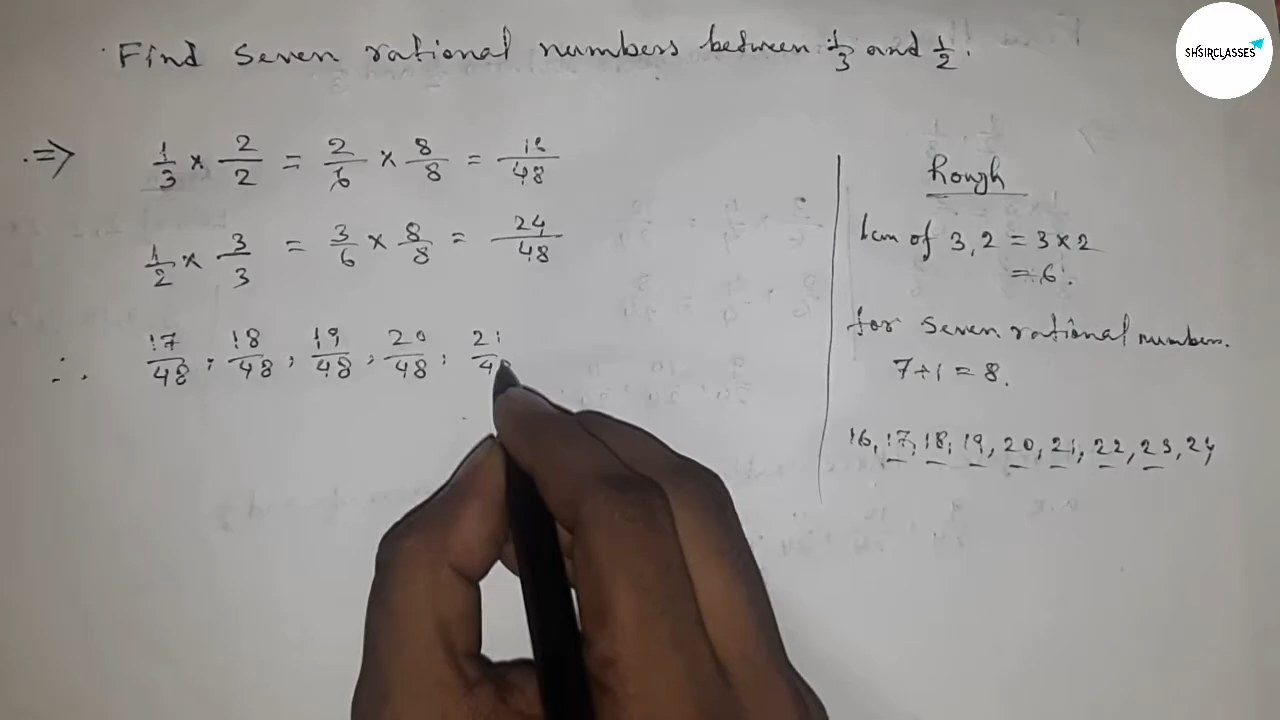 Find seven rational numbers between 1/3 and 1/2.
SHSIRCLASSES
⇒ 1/3 × 2/2 = 2/6 × 8/8 = 16/48
1/2 × 3/3 = 3/6 × 8/8 = 24/48
∴ 17/48, 18/48, 19/48, 20/48, 21/48
Rough
lcm of 3, 2 = 3×2
= 6.
for seven rational numbers.
7+1 = 8.
16, 17, 18, 19, 20, 21, 22, 23, 24